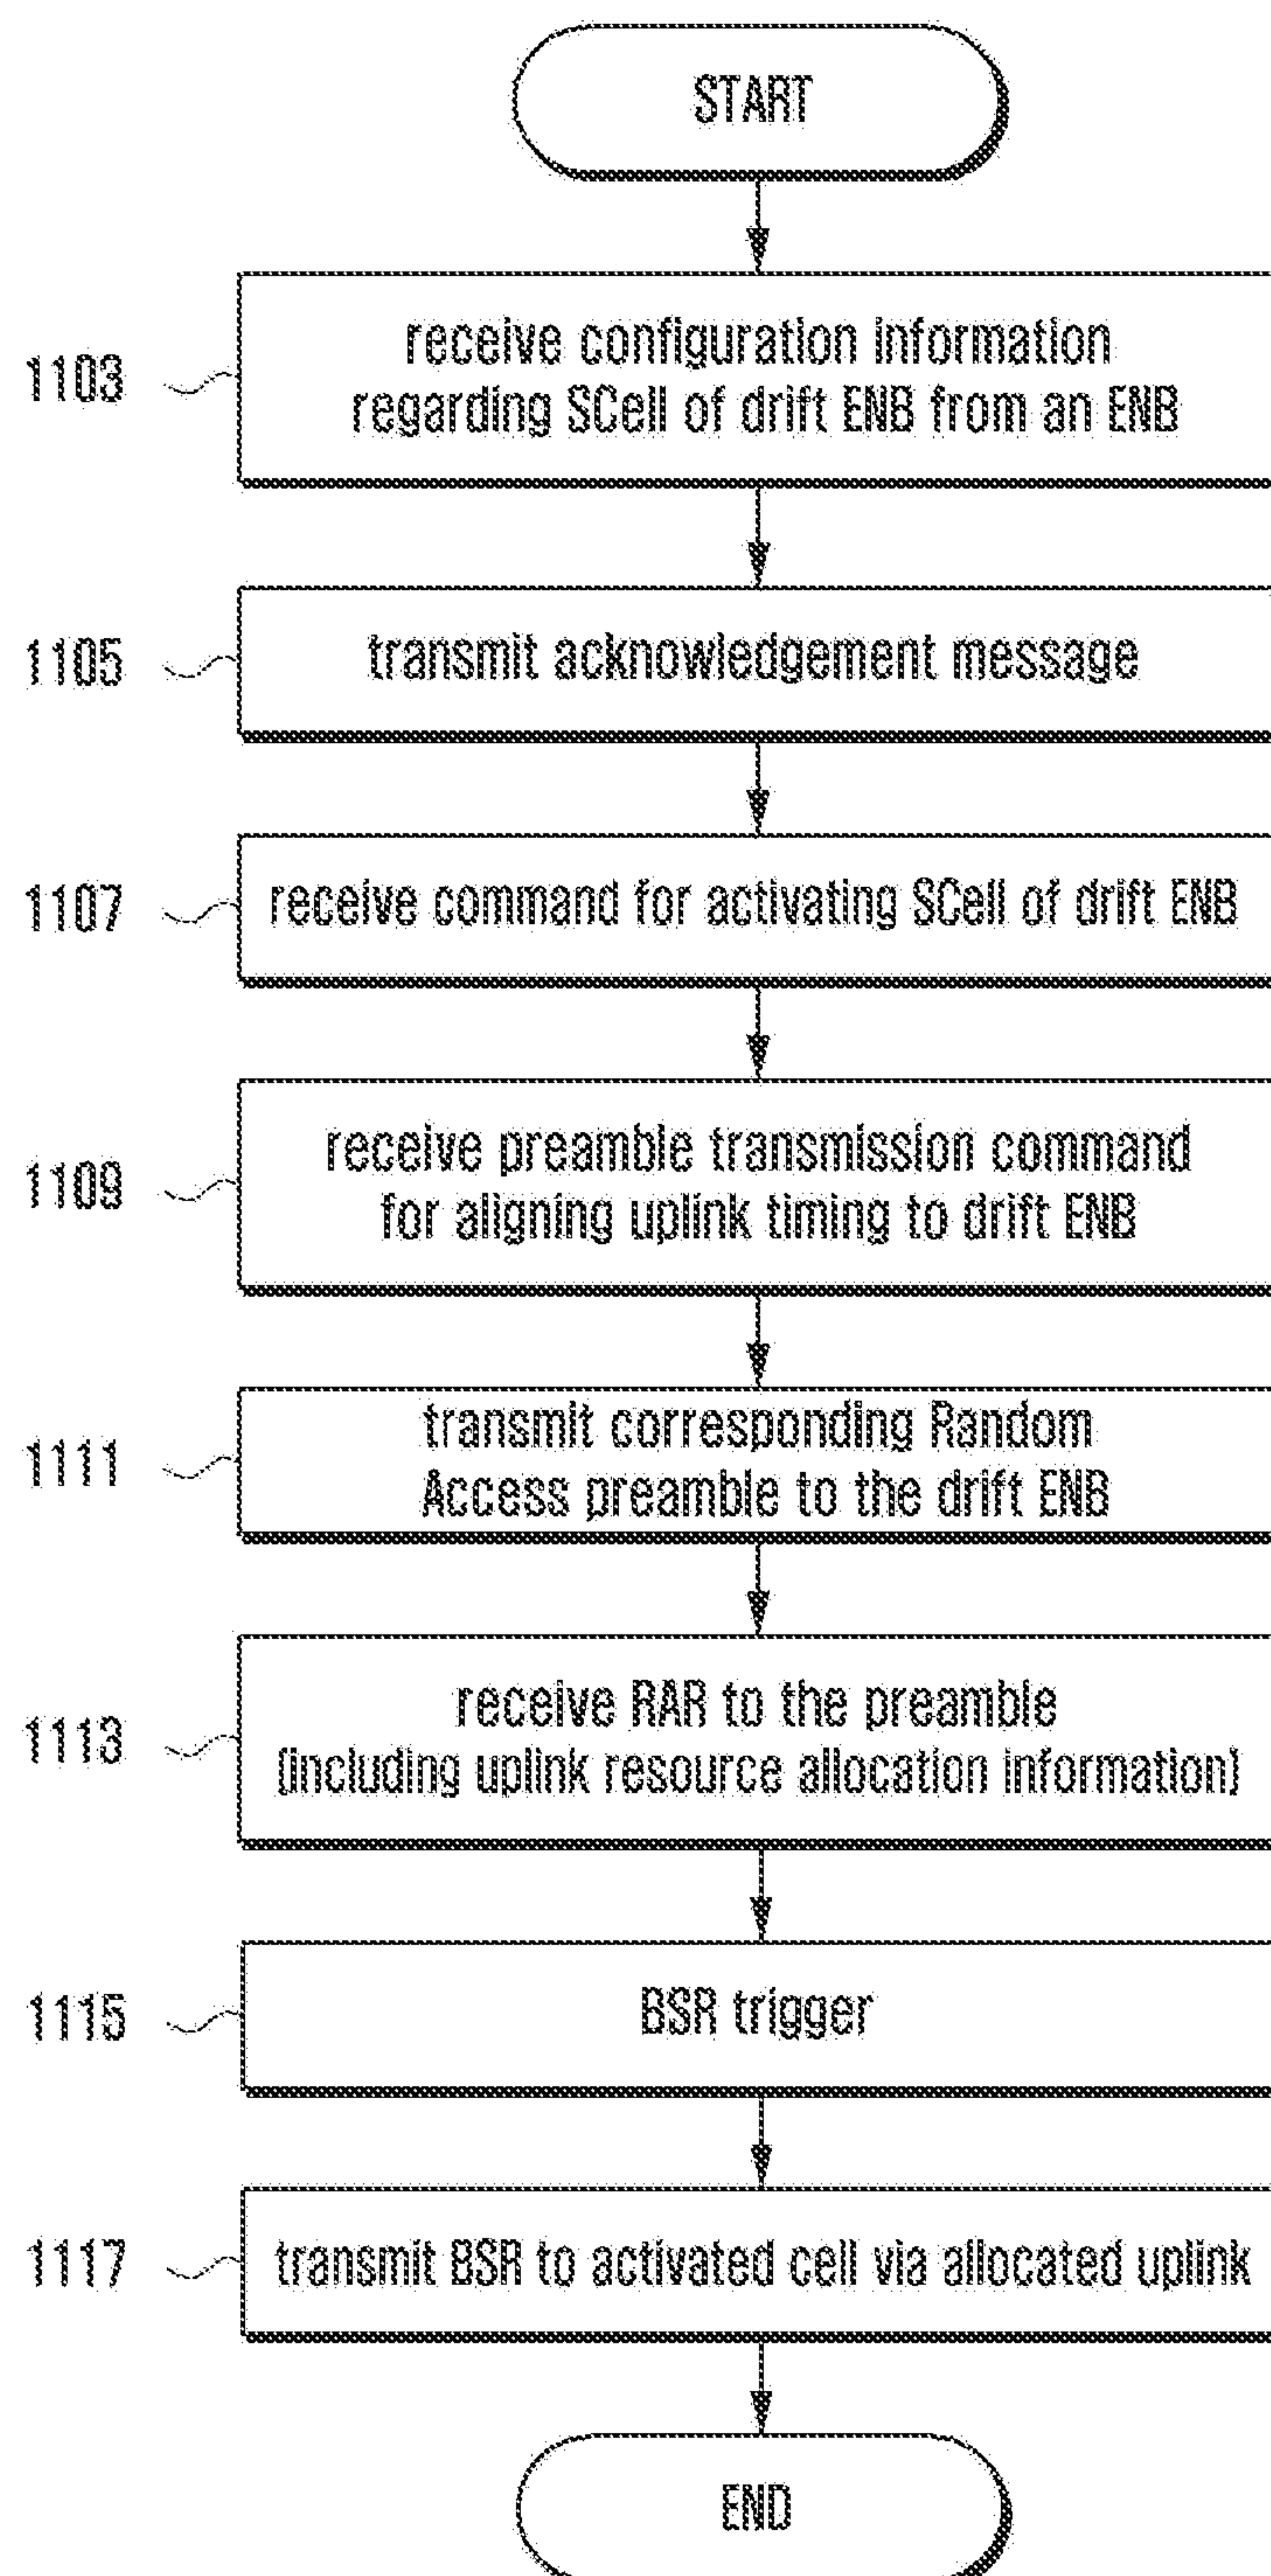 START
1103
receive configuration information
regarding SCell of drift ENB from an ENB
1105
transmit acknowledgement message
1107
receive command for activating SCell of drift ENB
1109
receive preamble transmission command
for aligning uplink timing to drift ENB
1111
transmit corresponding Random
Access preamble to the drift ENB
1113
receive RAR to the preamble
(including uplink resource allocation information)
1115
BSR trigger
1117
transmit BSR to activated cell via allocated uplink
END